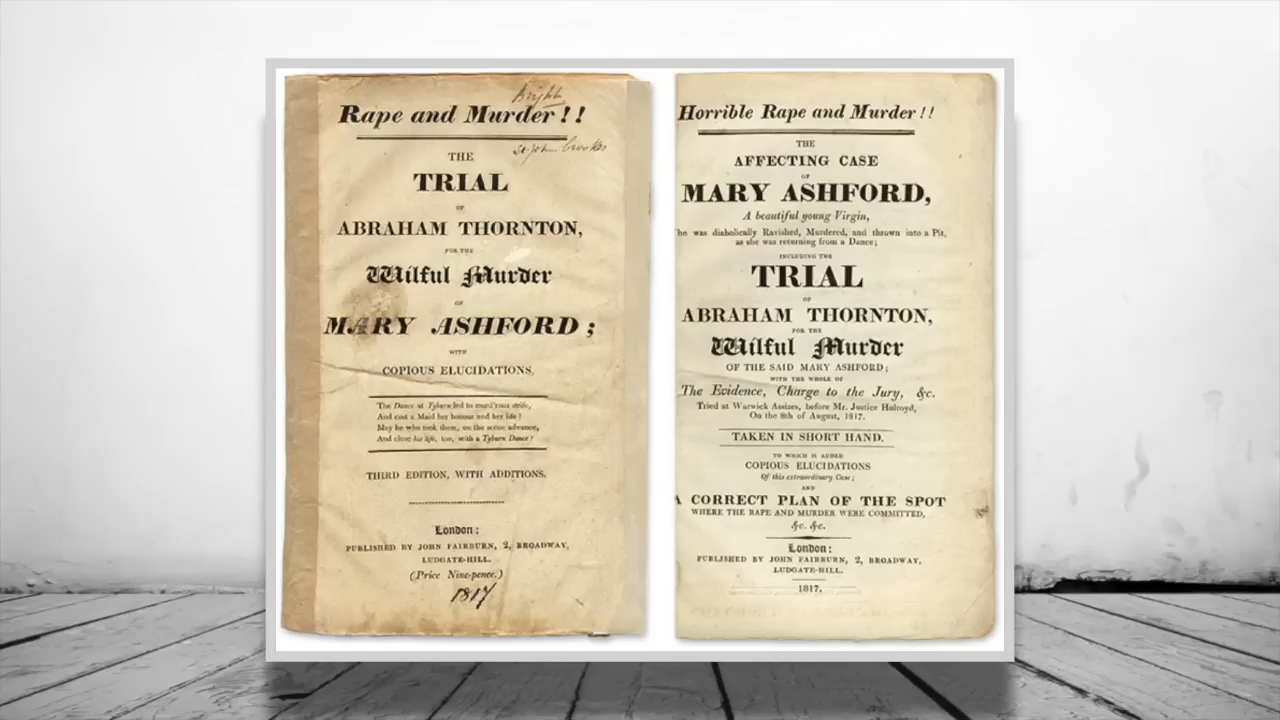 Bright
Rape and Murder!!
St. John Crookes
THE
TRIAL
OF
ABRAHAM THORNTON,
FOR THE
Wilful Murder
OF
MARY ASHFORD;
WITH
COPIOUS ELUCIDATIONS.
The Dance at Tyburn led to murd'rous strife,
And cost a Maid her honour and her life!
May he who took them, on the scene advance,
And close his life, too, with a Tyburn Dance!
THIRD EDITION, WITH ADDITIONS.
London:
PUBLISHED BY JOHN FAIRBURN, 2, BROADWAY,
LUDGATE-HILL.
(Price Nine-pence.)
1817
Horrible Rape and Murder!!
THE
AFFECTING CASE
OF
MARY ASHFORD,
A beautiful young Virgin,
ho was diabolically Ravished, Murdered, and thrown into a Pit,
as she was returning from a Dance;
INCLUDING THE
TRIAL
OF
ABRAHAM THORNTON,
FOR THE
Wilful Murder
OF THE SAID MARY ASHFORD;
WITH THE WHOLE OF
The Evidence, Charge to the Jury, &c.
Tried at Warwick Assizes, before Mr. Justice Holroyd,
On the 8th of August, 1817.
TAKEN IN SHORT HAND.
TO WHICH IS ADDED
COPIOUS ELUCIDATIONS
Of this extraordinary Case;
AND
A CORRECT PLAN OF THE SPOT
WHERE THE RAPE AND MURDER WERE COMMITTED,
&c. &c.
London:
PUBLISHED BY JOHN FAIRBURN, 2, BROADWAY,
LUDGATE-HILL.
1817.